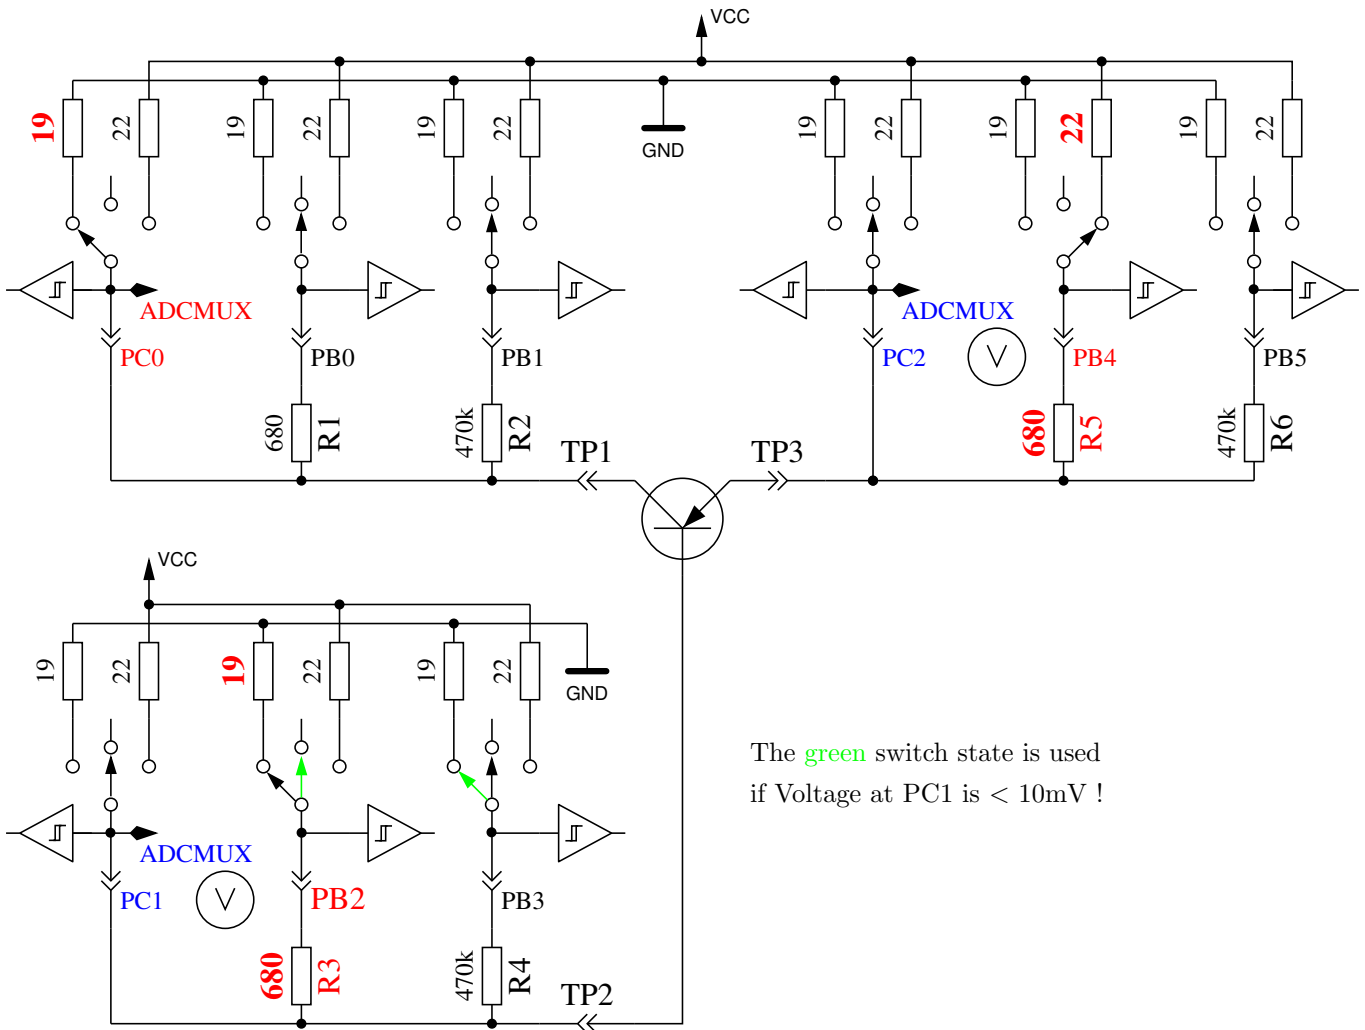 VCC
19
22
19
22
19
22
GND
19
22
19
22
19
22
ADCMUX
ADCMUX
PC0
PB0
PB1
PC2
V
PB4
PB5
680
R1
470k
R2
680
R5
470k
R6
TP1
TP3
VCC
19
22
19
22
19
22
GND
The green switch state is used
if Voltage at PC1 is < 10mV !
ADCMUX
PC1
V
PB2
PB3
680
R3
470k
R4
TP2